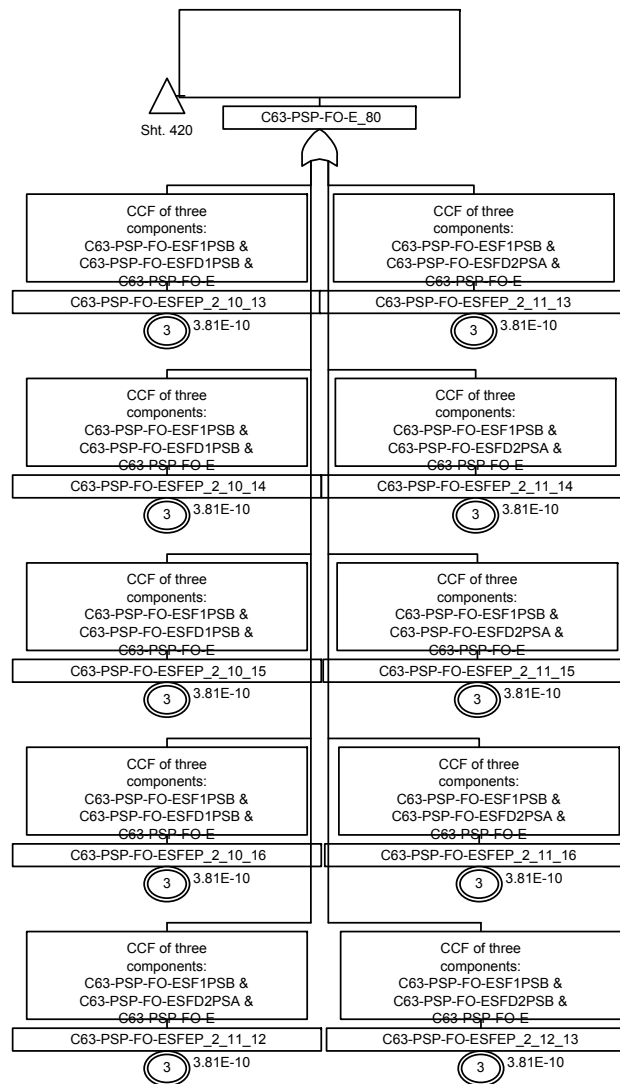 Sht. 420
C63-PSP-FO-E_80
CCF of three
components:
C63-PSP-FO-ESF1PSB &
C63-PSP-FO-ESFD1PSB &
C63-PSP-FO-E
C63-PSP-FO-ESFEP_2_10_13
3
3.81E-10
CCF of three
components:
C63-PSP-FO-ESF1PSB &
C63-PSP-FO-ESFD2PSA &
C63-PSP-FO-E
C63-PSP-FO-ESFEP_2_11_13
3
3.81E-10
CCF of three
components:
C63-PSP-FO-ESF1PSB &
C63-PSP-FO-ESFD1PSB &
C63-PSP-FO-E
C63-PSP-FO-ESFEP_2_10_14
3
3.81E-10
CCF of three
components:
C63-PSP-FO-ESF1PSB &
C63-PSP-FO-ESFD2PSA &
C63-PSP-FO-E
C63-PSP-FO-ESFEP_2_11_14
3
3.81E-10
CCF of three
components:
C63-PSP-FO-ESF1PSB &
C63-PSP-FO-ESFD1PSB &
C63-PSP-FO-E
C63-PSP-FO-ESFEP_2_10_15
3
3.81E-10
CCF of three
components:
C63-PSP-FO-ESF1PSB &
C63-PSP-FO-ESFD2PSA &
C63-PSP-FO-E
C63-PSP-FO-ESFEP_2_11_15
3
3.81E-10
CCF of three
components:
C63-PSP-FO-ESF1PSB &
C63-PSP-FO-ESFD1PSB &
C63-PSP-FO-E
C63-PSP-FO-ESFEP_2_10_16
3
3.81E-10
CCF of three
components:
C63-PSP-FO-ESF1PSB &
C63-PSP-FO-ESFD2PSA &
C63-PSP-FO-E
C63-PSP-FO-ESFEP_2_11_16
3
3.81E-10
CCF of three
components:
C63-PSP-FO-ESF1PSB &
C63-PSP-FO-ESFD2PSA &
C63-PSP-FO-E
C63-PSP-FO-ESFEP_2_11_12
3
3.81E-10
CCF of three
components:
C63-PSP-FO-ESF1PSB &
C63-PSP-FO-ESFD2PSB &
C63-PSP-FO-E
C63-PSP-FO-ESFEP_2_12_13
3
3.81E-10